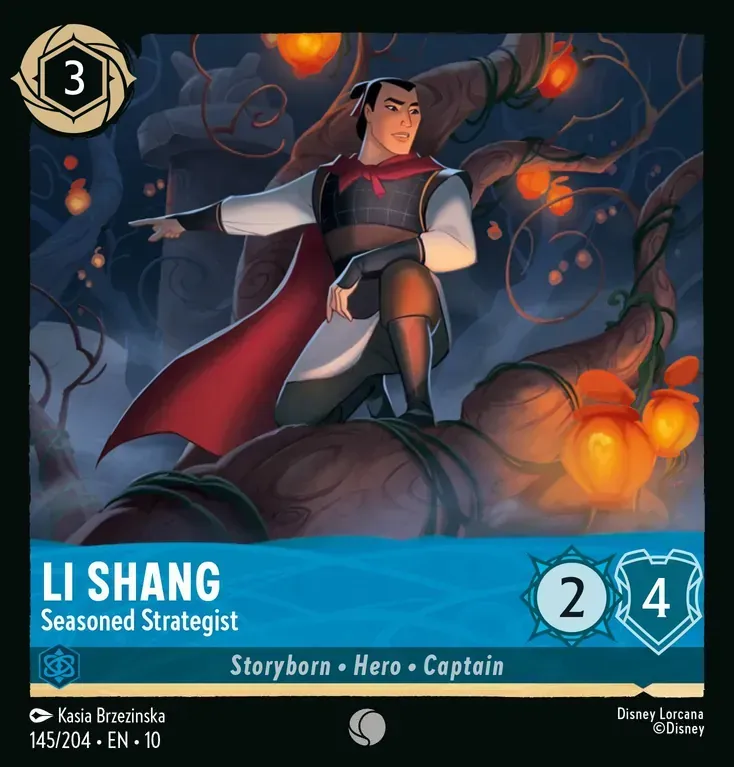 3
LI SHANG
Seasoned Strategist
2 4
Storyborn • Hero • Captain
Kasia Brzezinska
145/204 • EN • 10
Disney Lorcana
©Disney